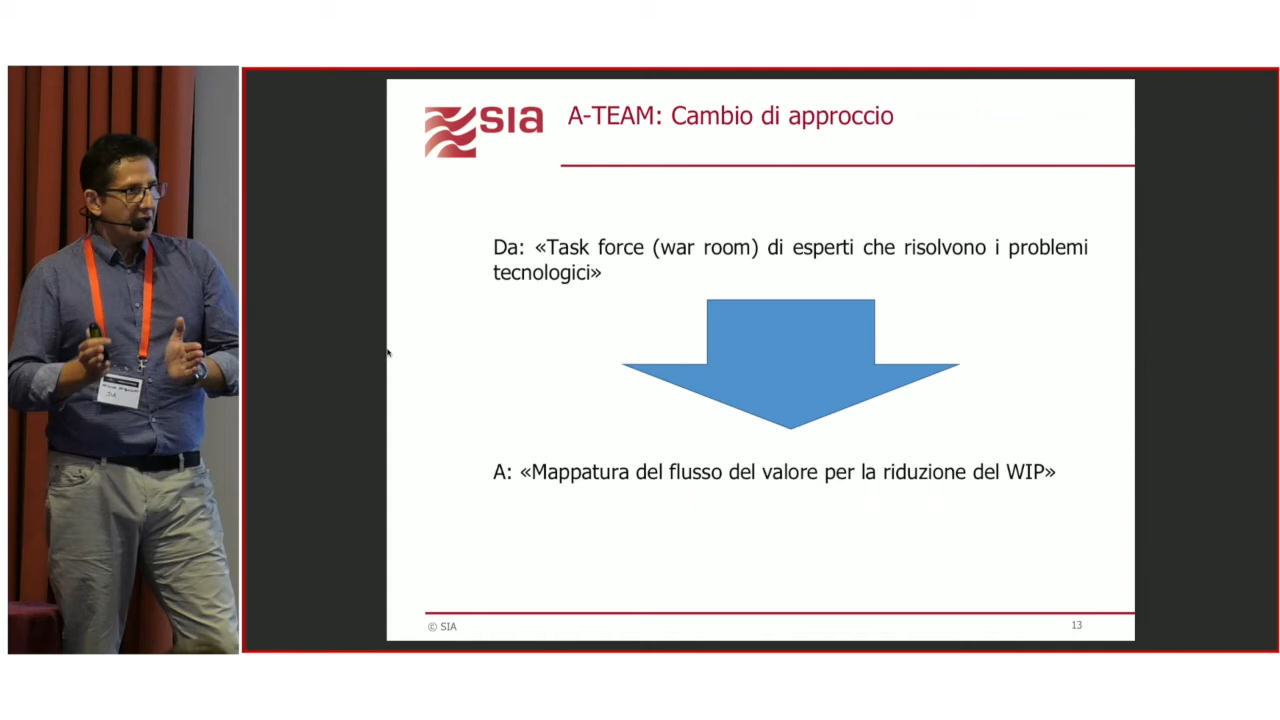 sia
A-TEAM: Cambio di approccio
Da: «Task force (war room) di esperti che risolvono i problemi
tecnologici»
A: «Mappatura del flusso del valore per la riduzione del WIP»
© SIA
13
SIA